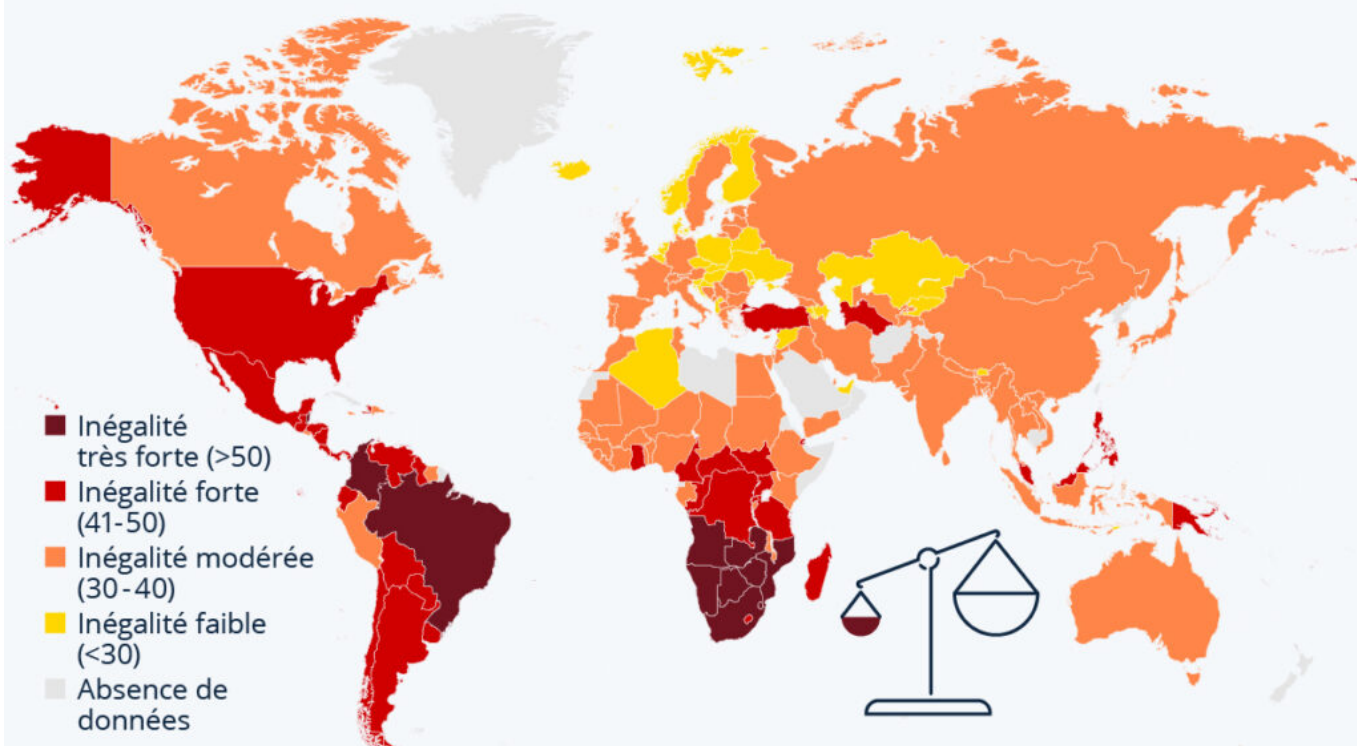 Inégalité
très forte (>50)
Inégalité forte
(41-50)
Inégalité modérée
(30-40)
Inégalité faible
(<30)
Absence de
données